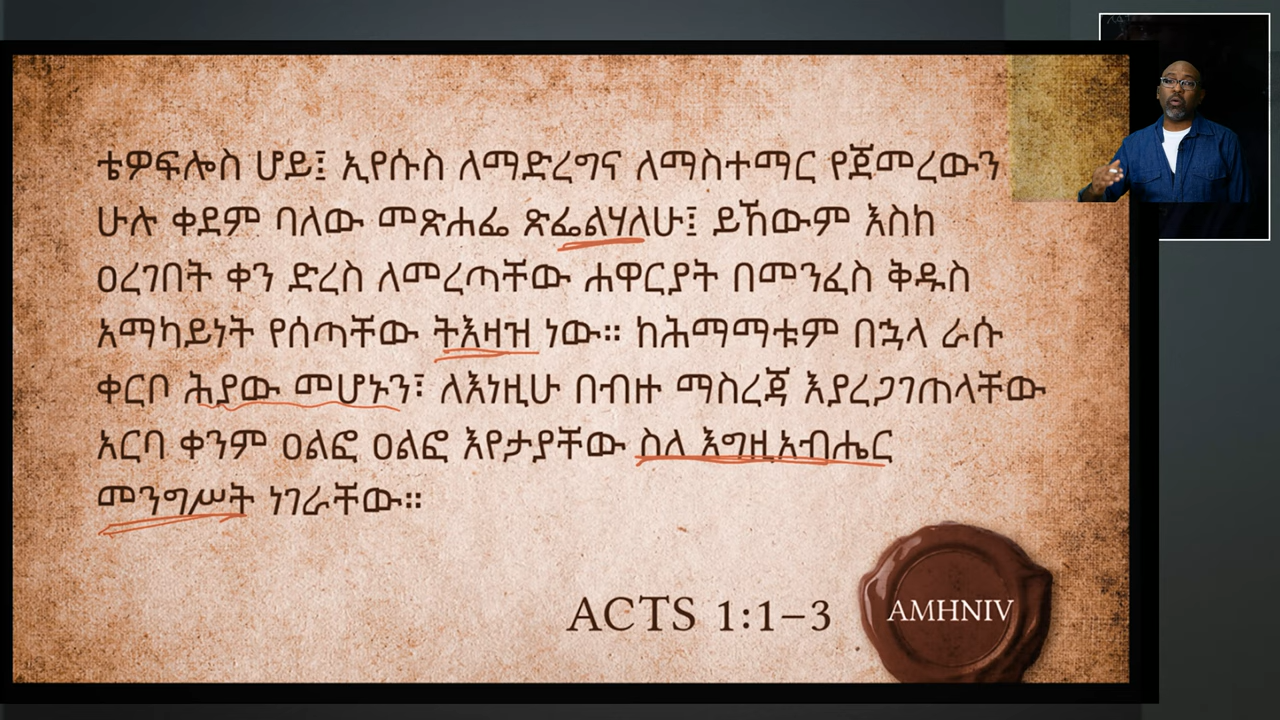 ቴዎፍሎስ ሆይ፤ ኢየሱስ ለማድረግና ለማስተማር የጀመረውን
ሁሉ ቀደም ባለው መጽሐፌ ጽፌልሃለሁ፤ ይኸውም እስከ
ዐረገበት ቀን ድረስ ለመረጣቸው ሐዋርያት በመንፈስ ቅዱስ
አማካይነት የሰጣቸው ትእዛዝ ነው። ከሕማማቱም በኋላ ራሱ
ቀርቦ ሕያው መሆኑን፣ ለእነዚሁ በብዙ ማስረጃ እያረጋገጠላቸው
አርባ ቀንም ዐልፎ ዐልፎ እየታያቸው ስለ እግዚአብሔር
መንግሥት ነገራቸው።
ACTS 1:1–3
AMHNIV